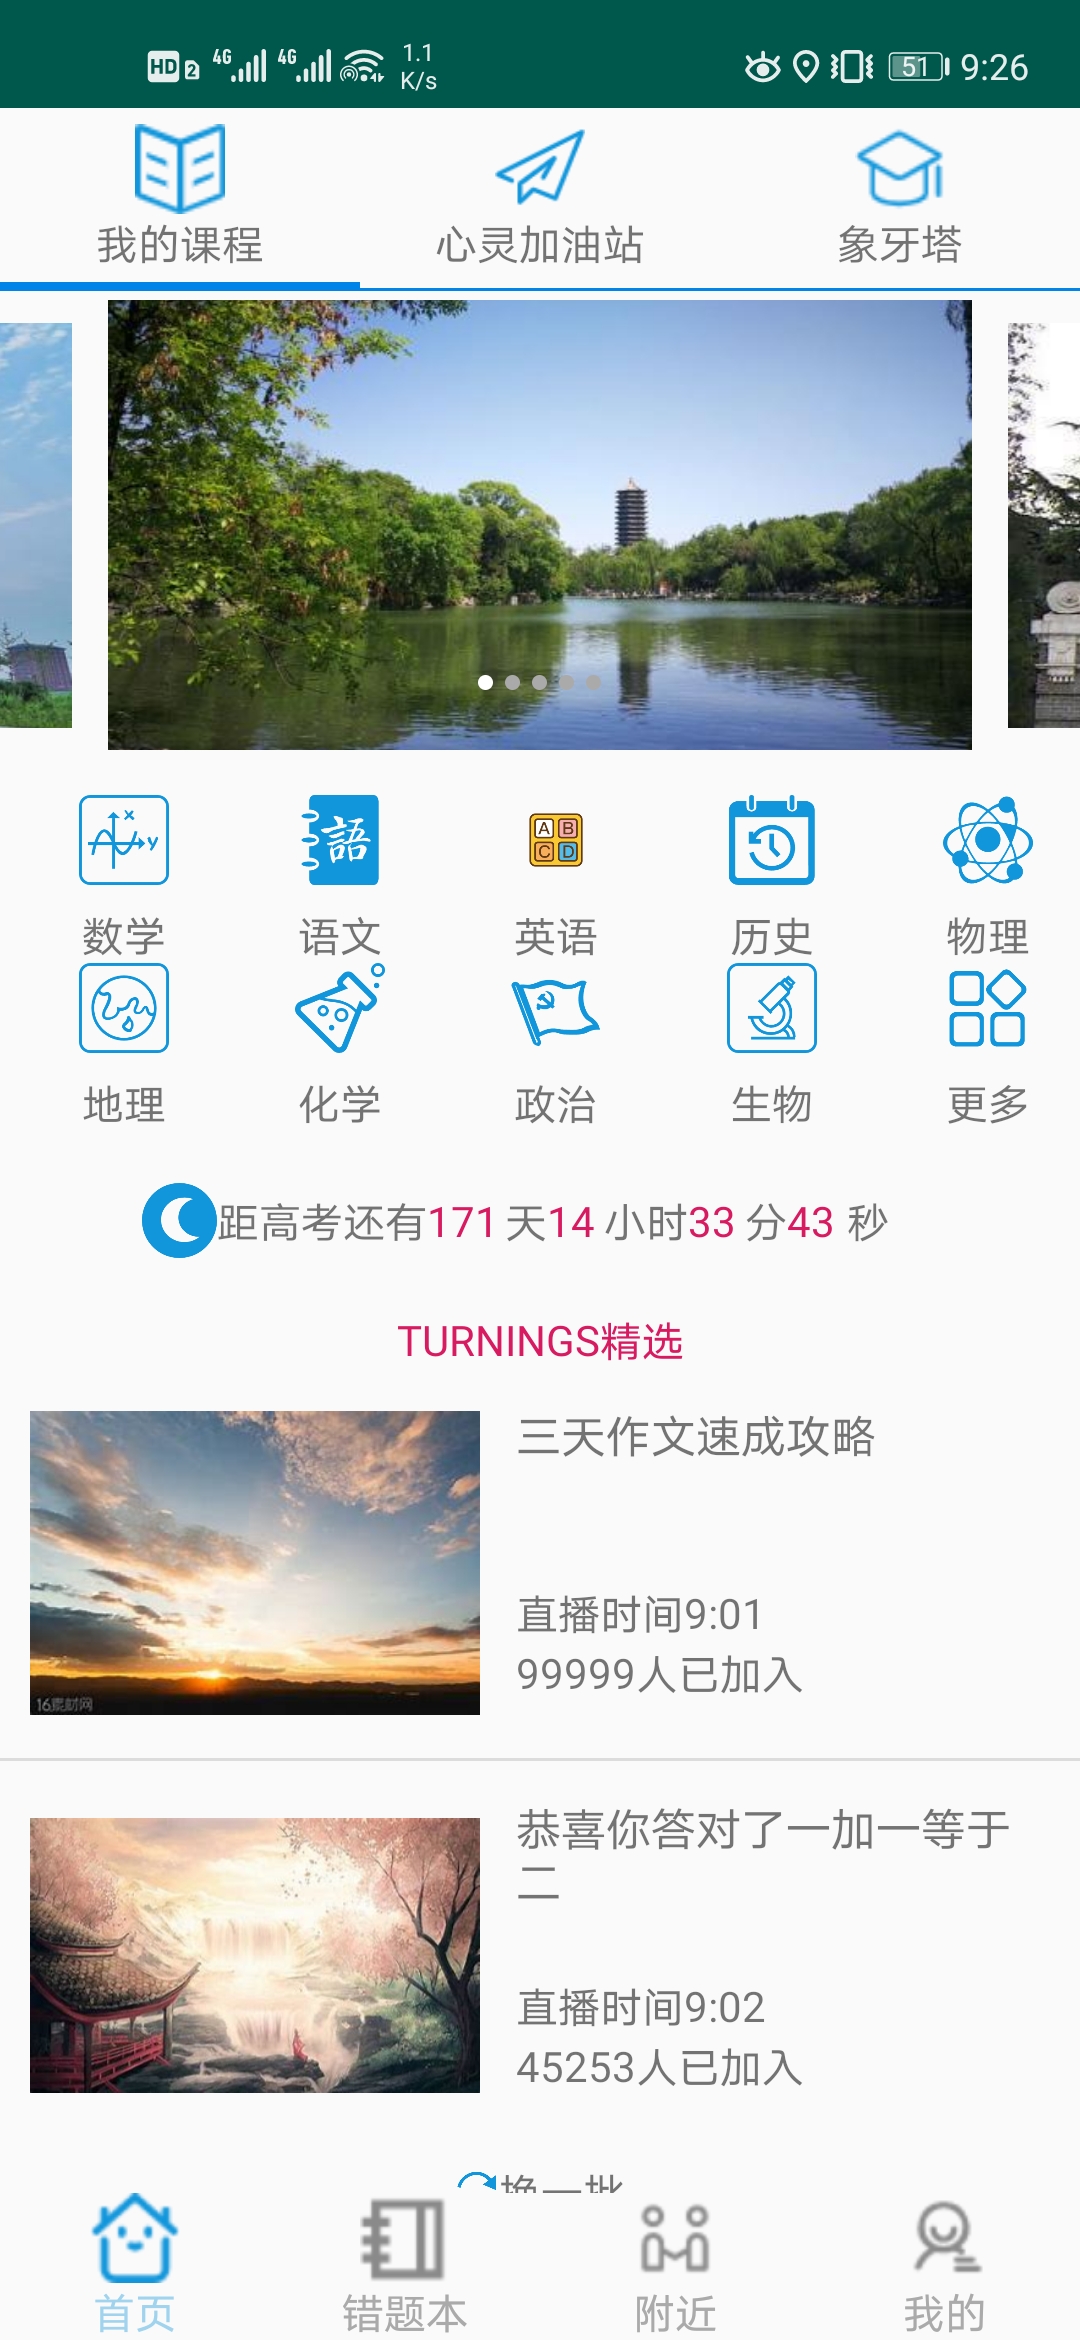 HD 2 4G 4G 1.1 K/s 51 9:26
我的课程 心灵加油站 象牙塔
x y 語 A B C D
数学 语文 英语 历史 物理
地理 化学 政治 生物 更多
距高考还有171 天14 小时33 分43 秒
TURNINGS精选
三天作文速成攻略
直播时间9:01
99999人已加入
16素材网
恭喜你答对了一加一等于
二
直播时间9:02
45253人已加入
换一批
首页 错题本 附近 我的